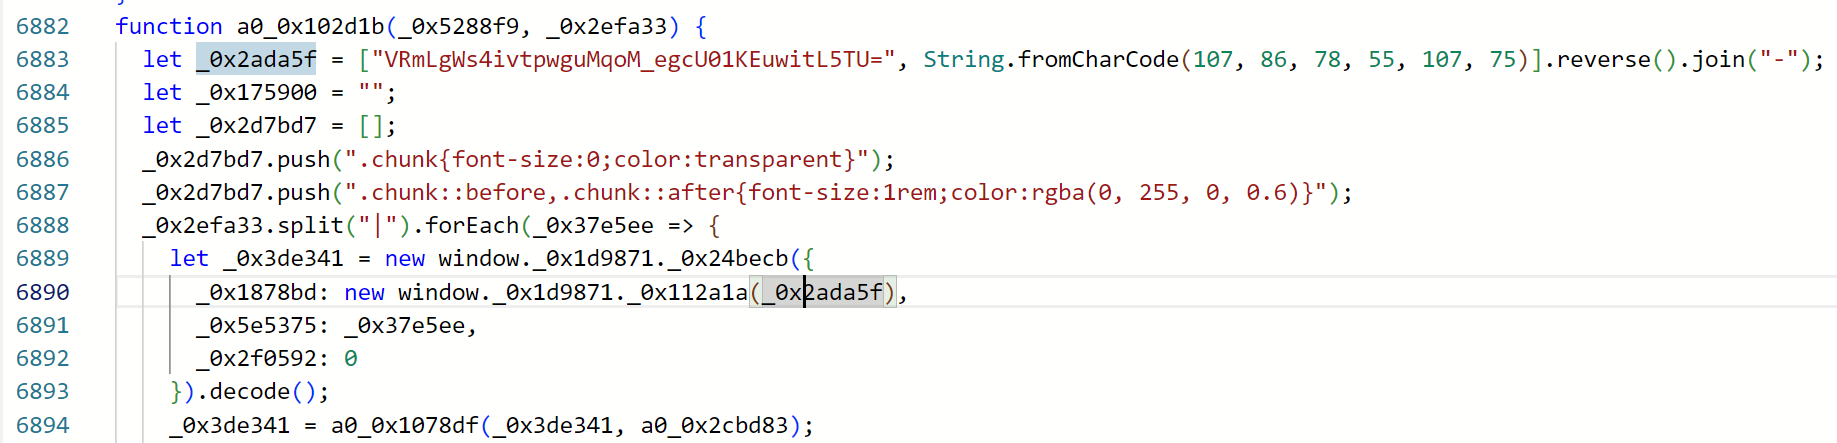 6882 function a0_0x102d1b(_0x5288f9, _0x2efa33) {
6883 let _0x2ada5f = ["VRmLgWs4ivtpwguMqoM_egcU01KEuwitL5TU=", String.fromCharCode(107, 86, 78, 55, 107, 75)].reverse().join("-");
6884 let _0x175900 = "";
6885 let _0x2d7bd7 = [];
6886 _0x2d7bd7.push(".chunk{font-size:0;color:transparent}");
6887 _0x2d7bd7.push(".chunk::before,.chunk::after{font-size:1rem;color:rgba(0, 255, 0, 0.6)}");
6888 _0x2efa33.split("|").forEach(_0x37e5ee => {
6889 let _0x3de341 = new window._0x1d9871._0x24becb({
6890 _0x1878bd: new window._0x1d9871._0x112a1a(_0x2ada5f),
6891 _0x5e5375: _0x37e5ee,
6892 _0x2f0592: 0
6893 }).decode();
6894 _0x3de341 = a0_0x1078df(_0x3de341, a0_0x2cbd83);